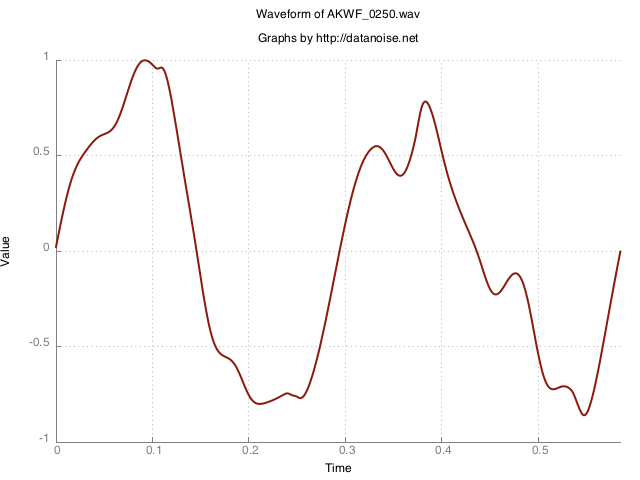 Waveform of AKWF_0250.wav
Graphs by http://datanoise.net
1
0.5
0
-0.5
-1
Value
0 0.1 0.2 0.3 0.4 0.5
Time